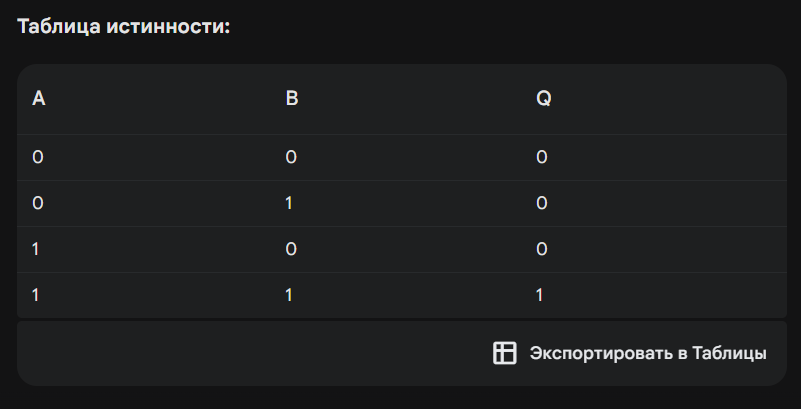 Таблица истинности:
A B Q
0 0 0
0 1 0
1 0 0
1 1 1
Экспортировать в Таблицы